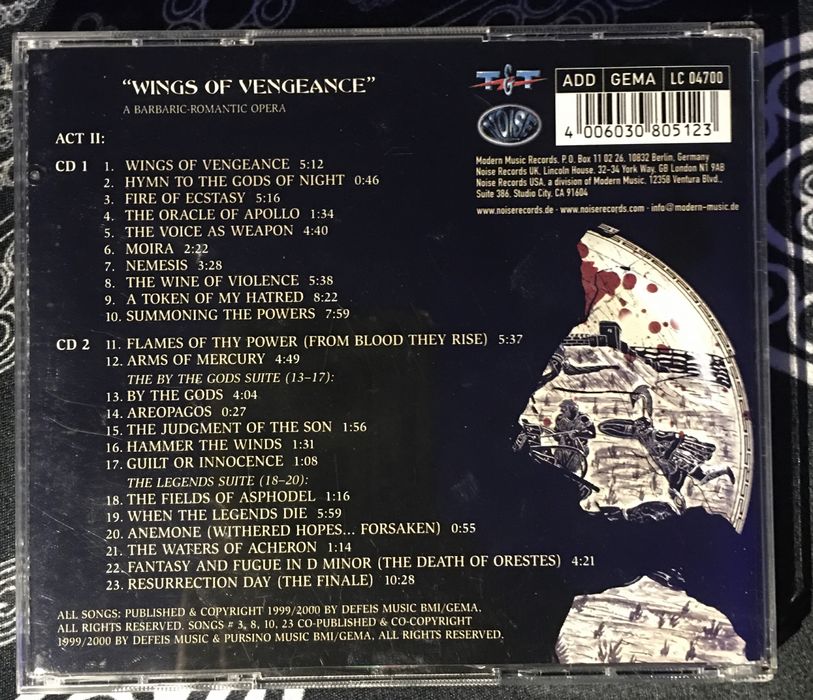 "WINGS OF VENGEANCE"
A BARBARIC-ROMANTIC OPERA
ACT II:
CD 1 1. WINGS OF VENGEANCE 5:12
2. HYMN TO THE GODS OF NIGHT 0:46
3. FIRE OF ECSTASY 5:16
4. THE ORACLE OF APOLLO 1:34
5. THE VOICE AS WEAPON 4:40
6. MOIRA 2:22
7. NEMESIS 3:28
8. THE WINE OF VIOLENCE 5:38
9. A TOKEN OF MY HATRED 8:22
10. SUMMONING THE POWERS 7:59
CD 2 11. FLAMES OF THY POWER (FROM BLOOD THEY RISE) 5:37
12. ARMS OF MERCURY 4:49
THE BY THE GODS SUITE (13-17):
13. BY THE GODS 4:04
14. AREOPAGOS 0:27
15. THE JUDGMENT OF THE SON 1:56
16. HAMMER THE WINDS 1:31
17. GUILT OR INNOCENCE 1:08
THE LEGENDS SUITE (18-20):
18. THE FIELDS OF ASPHODEL 1:16
19. WHEN THE LEGENDS DIE 5:59
20. ANEMONE (WITHERED HOPES... FORSAKEN) 0:55
21. THE WATERS OF ACHERON 1:14
22. FANTASY AND FUGUE IN D MINOR (THE DEATH OF ORESTES) 4:21
23. RESURRECTION DAY (THE FINALE) 10:28
ALL SONGS: PUBLISHED & COPYRIGHT 1999/2000 BY DEFEIS MUSIC BMI/GEMA.
ALL RIGHTS RESERVED. SONGS # 3, 8, 10, 23 CO-PUBLISHED & CO-COPYRIGHT
1999/2000 BY DEFEIS MUSIC & PURSINO MUSIC BMI/GEMA, ALL RIGHTS RESERVED.
T&T
NOISE
ADD GEMA LC 04700
4 006030 805123
Modern Music Records. P.O. Box 11 02 26. 10832 Berlin, Germany
Noise Records UK, Lincoln House. 32-34 York Way. GB London N1 9AB
Noise Records USA, a division of Modern Music, 12358 Ventura Blvd.,
Suite 386, Studio City, CA 91604
www.noiserecords.de · www.noiserecords.com · info@modern-music.de